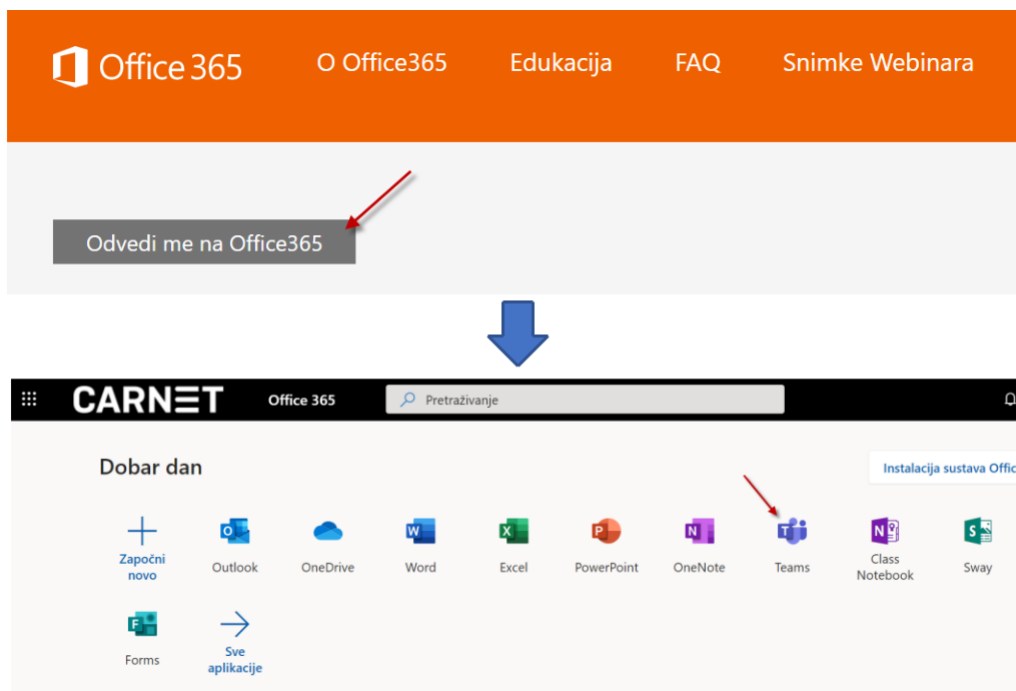 Office 365 O Office365 Edukacija FAQ Snimke Webinara
Odvedi me na Office365
CARNET Office 365 Pretraživanje
Dobar dan
Instalacija sustava Offic
Započni novo
Outlook
OneDrive
Word
Excel
PowerPoint
OneNote
Teams
Class Notebook
Sway
Forms
Sve aplikacije